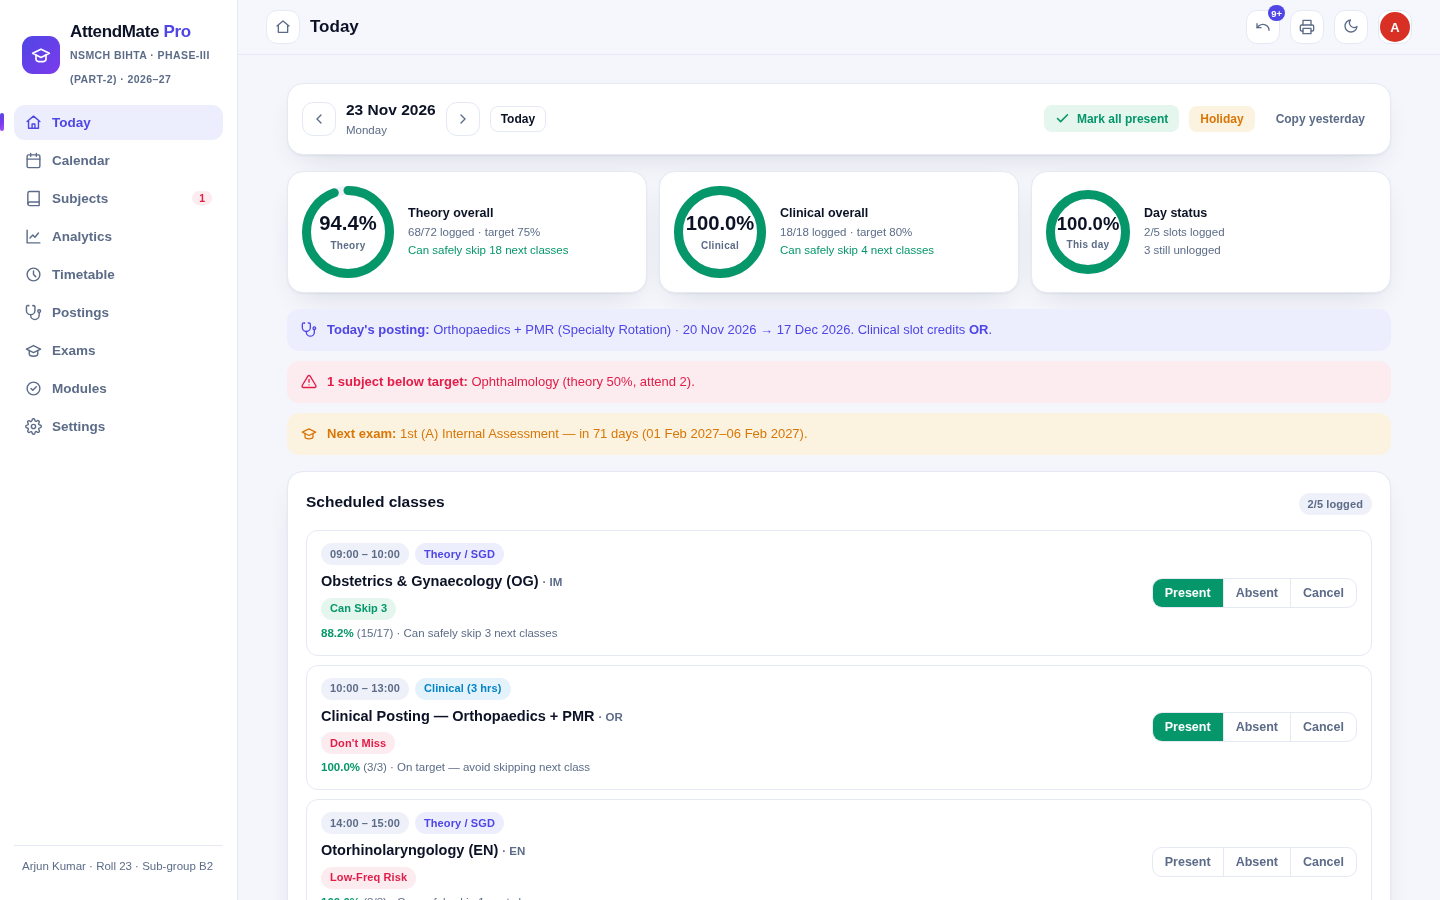 AttendMate Pro
NSMCH BIHTA · PHASE-III
(PART-2) · 2026–27
Today
Calendar
Subjects
1
Analytics
Timetable
Postings
Exams
Modules
Settings
Arjun Kumar · Roll 23 · Sub-group B2
Today
9+
A
23 Nov 2026
Monday
Today
Mark all present
Holiday
Copy yesterday
94.4%
Theory
Theory overall
68/72 logged · target 75%
Can safely skip 18 next classes
100.0%
Clinical
Clinical overall
18/18 logged · target 80%
Can safely skip 4 next classes
100.0%
This day
Day status
2/5 slots logged
3 still unlogged
Today's posting: Orthopaedics + PMR (Specialty Rotation) · 20 Nov 2026 → 17 Dec 2026. Clinical slot credits OR.
1 subject below target: Ophthalmology (theory 50%, attend 2).
Next exam: 1st (A) Internal Assessment — in 71 days (01 Feb 2027–06 Feb 2027).
Scheduled classes
2/5 logged
09:00 – 10:00
Theory / SGD
Obstetrics & Gynaecology (OG) · IM
Can Skip 3
88.2% (15/17) · Can safely skip 3 next classes
Present
Absent
Cancel
10:00 – 13:00
Clinical (3 hrs)
Clinical Posting — Orthopaedics + PMR · OR
Don't Miss
100.0% (3/3) · On target — avoid skipping next class
Present
Absent
Cancel
14:00 – 15:00
Theory / SGD
Otorhinolaryngology (EN) · EN
Low-Freq Risk
Present
Absent
Cancel